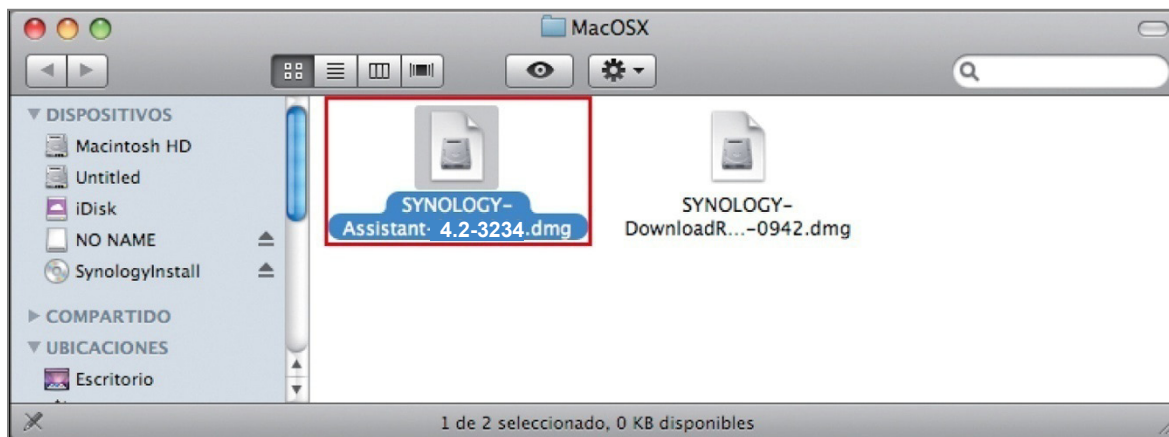 MacOSX
DISPOSITIVOS
Macintosh HD
Untitled
iDisk
NO NAME
SynologyInstall
COMPARTIDO
UBICACIONES
Escritorio
SYNOLOGY-
Assistant- 4.2-3234.dmg
SYNOLOGY-
DownloadR...-0942.dmg
1 de 2 seleccionado, 0 KB disponibles